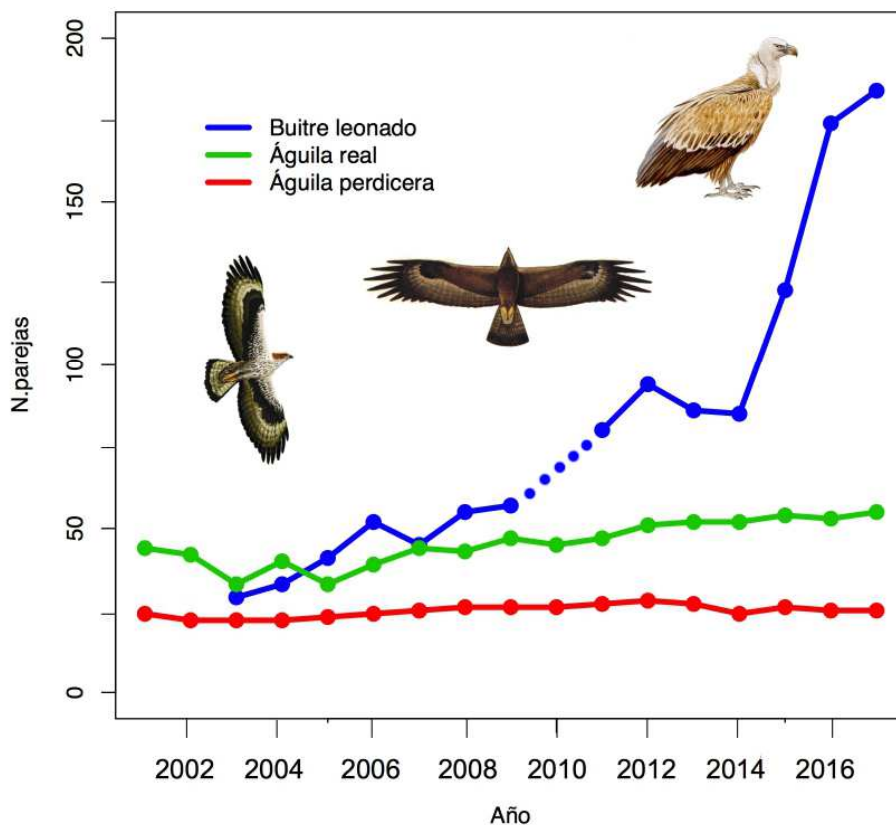 200
150
100
50
0
N.parejas
Buitre leonado
Águila real
Águila perdicera
2002 2004 2006 2008 2010 2012 2014 2016
Año